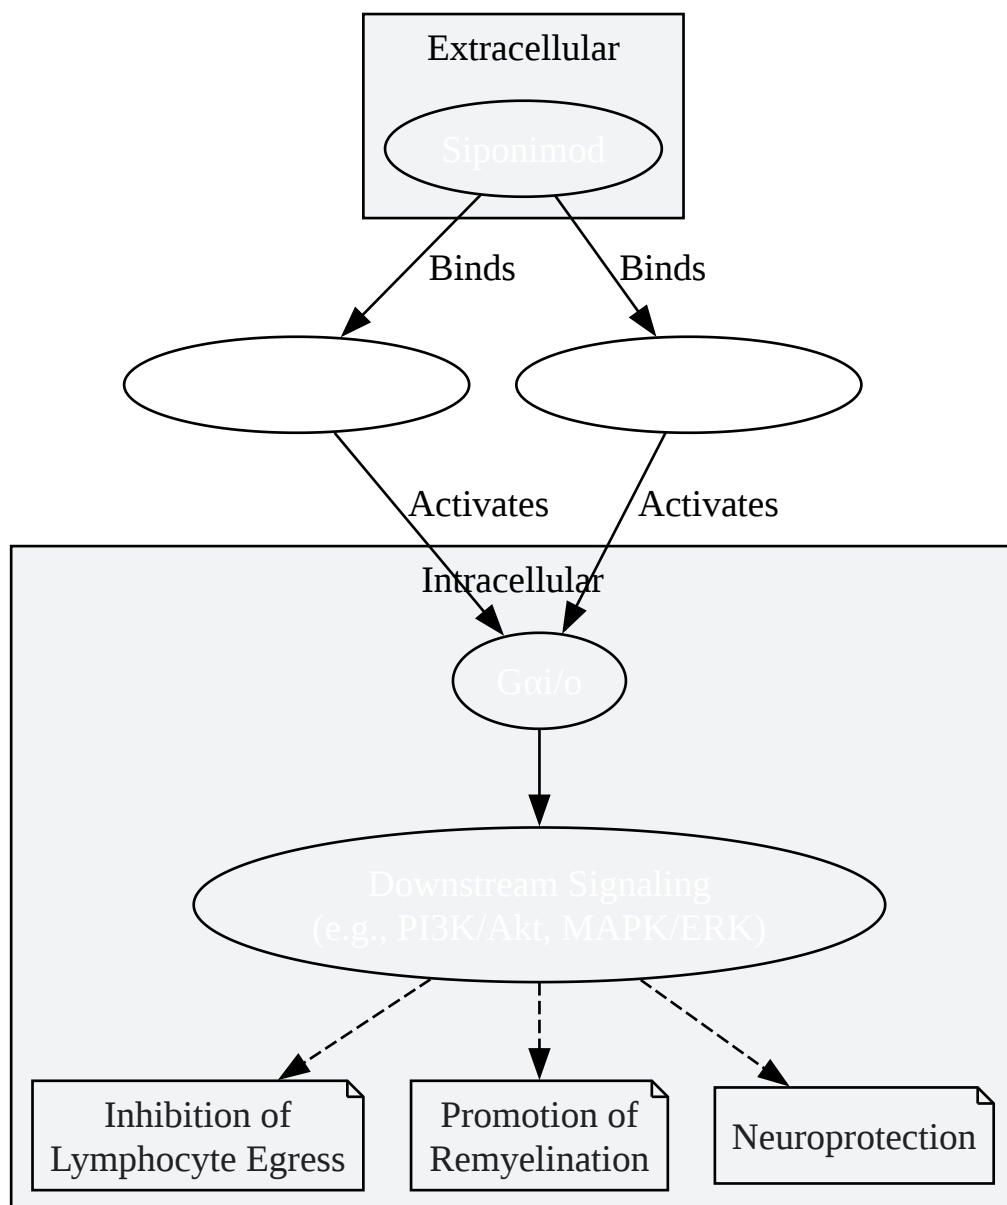 Extracellular
Siponimod
Binds
Binds
Activates
Activates
Intracellular
Gαi/o
Downstream Signaling
(e.g., PI3K/Akt, MAPK/ERK)
Inhibition of
Lymphocyte Egress
Promotion of
Remyelination
Neuroprotection